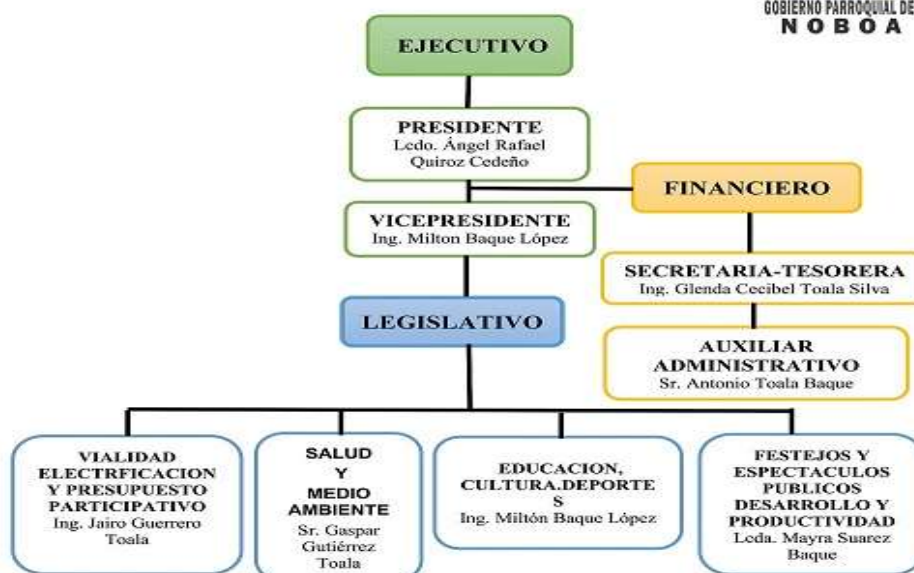 GOBIERNO PARROQUIAL DE
NOBOA
EJECUTIVO
PRESIDENTE
Lcdo. Ángel Rafael
Quiroz Cedeño
FINANCIERO
VICEPRESIDENTE
Ing. Milton Baque López
SECRETARIA-TESORERA
Ing. Glenda Cecibel Toala Silva
LEGISLATIVO
AUXILIAR
ADMINISTRATIVO
Sr. Antonio Toala Baque
VIALIDAD
ELECTRFICACION
Y PRESUPUESTO
PARTICIPATIVO
Ing. Jairo Guerrero
Toala
SALUD
Y
MEDIO
AMBIENTE
Sr. Gaspar
Gutiérrez
Toala
EDUCACION,
CULTURA.DEPORTE
S
Ing. Miltón Baque López
FESTEJOS Y
ESPECTACULOS
PUBLICOS
DESARROLLO Y
PRODUCTIVIDAD
Lcda. Mayra Suarez
Baque